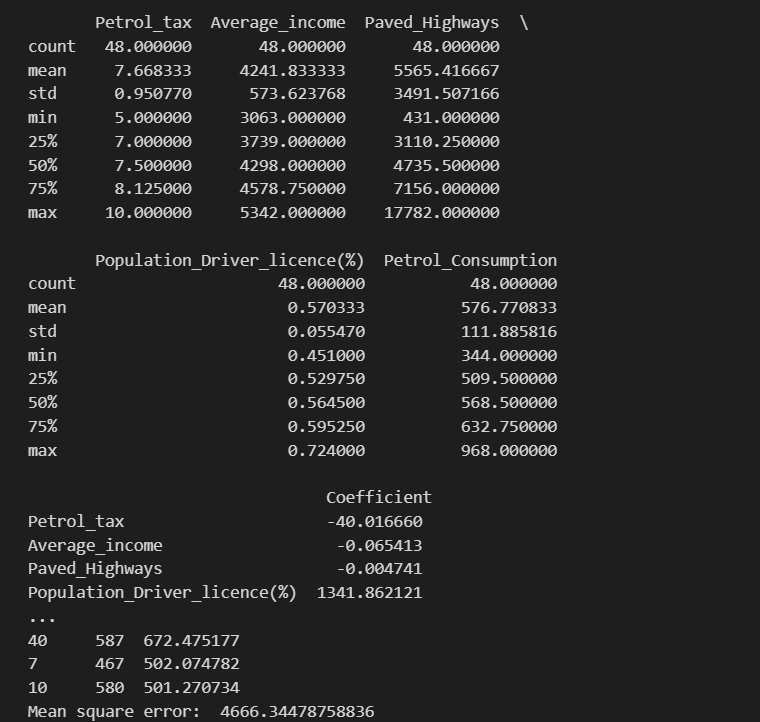 Petrol_tax Average_income Paved_Highways \
count 48.000000 48.000000 48.000000
mean 7.668333 4241.833333 5565.416667
std 0.950770 573.623768 3491.507166
min 5.000000 3063.000000 431.000000
25% 7.000000 3739.000000 3110.250000
50% 7.500000 4298.000000 4735.500000
75% 8.125000 4578.750000 7156.000000
max 10.000000 5342.000000 17782.000000
Population_Driver_licence(%) Petrol_Consumption
count 48.000000 48.000000
mean 0.570333 576.770833
std 0.055470 111.885816
min 0.451000 344.000000
25% 0.529750 509.500000
50% 0.564500 568.500000
75% 0.595250 632.750000
max 0.724000 968.000000
Coefficient
Petrol_tax -40.016660
Average_income -0.065413
Paved_Highways -0.004741
Population_Driver_licence(%) 1341.862121
...
40 587 672.475177
7 467 502.074782
10 580 501.270734
Mean square error: 4666.34478758836